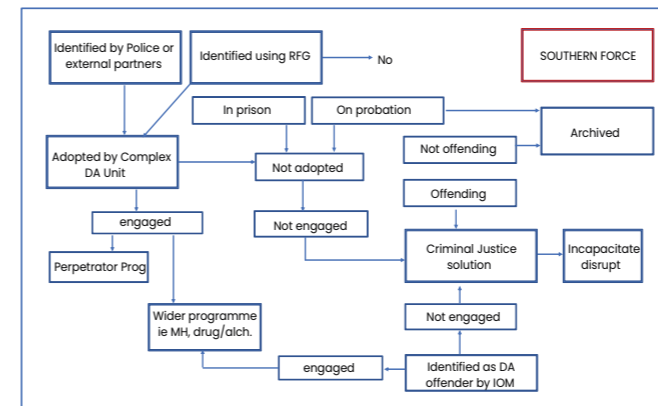 Identified by Police or
external partners
Identified using RFG
No
SOUTHERN FORCE
In prison
On probation
Archived
Not offending
Adopted by Complex
DA Unit
Not adopted
Offending
engaged
Not engaged
Criminal Justice
solution
Incapacitate
disrupt
Perpetrator Prog
Wider programme
ie MH, drug/alch.
Not engaged
engaged
Identified as DA
offender by IOM